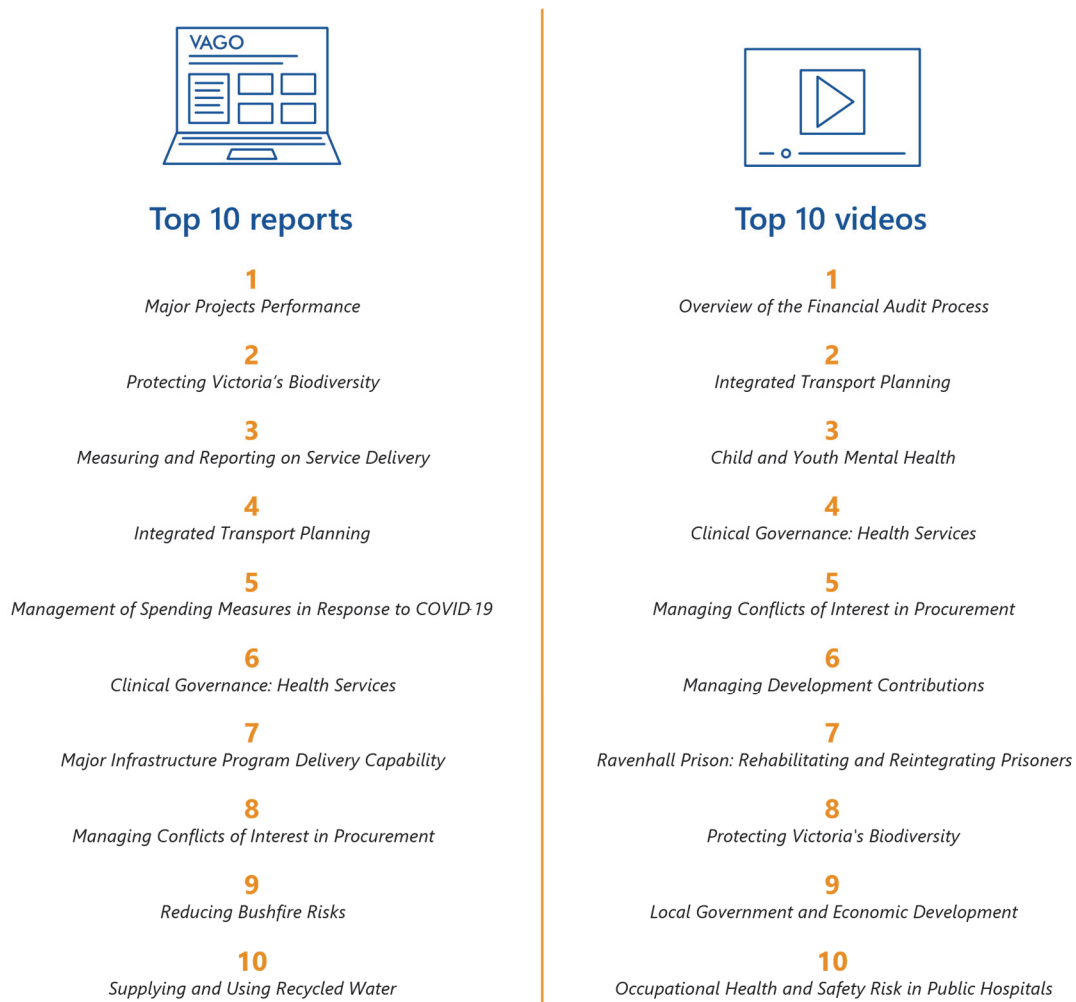 VAGO
Top 10 reports
1
Major Projects Performance
2
Protecting Victoria's Biodiversity
3
Measuring and Reporting on Service Delivery
4
Integrated Transport Planning
5
Management of Spending Measures in Response to COVID-19
6
Clinical Governance: Health Services
7
Major Infrastructure Program Delivery Capability
8
Managing Conflicts of Interest in Procurement
9
Reducing Bushfire Risks
10
Supplying and Using Recycled Water
Top 10 videos
1
Overview of the Financial Audit Process
2
Integrated Transport Planning
3
Child and Youth Mental Health
4
Clinical Governance: Health Services
5
Managing Conflicts of Interest in Procurement
6
Managing Development Contributions
7
Ravenhall Prison: Rehabilitating and Reintegrating Prisoners
8
Protecting Victoria's Biodiversity
9
Local Government and Economic Development
10
Occupational Health and Safety Risk in Public Hospitals